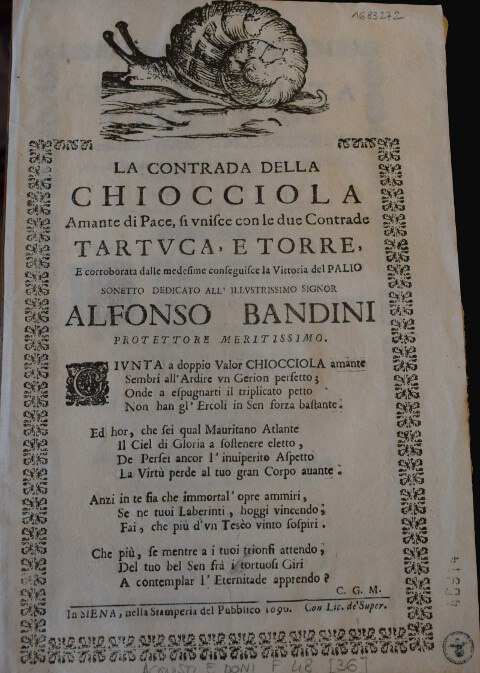 1683272
LA CONTRADA DELLA
CHIOCCIOLA
Amante di Pace, si vnisce con le due Contrade
TARTVCA, E TORRE,
E corroborata dalle medesime conseguisce la Vittoria del PALIO
SONETTO DEDICATO ALL' ILLVSTRISSIMO SIGNOR
ALFONSO BANDINI
PROTETTORE MERITISSIMO.
GIVNTA a doppio Valor CHIOCCIOLA amante
Sembri all'Ardire vn Gerion perfetto;
Onde a espugnarti il triplicato petto
Non han gl' Ercoli in Sen forza bastante.
Ed hor, che sei qual Mauritano Atlante
Il Ciel di Gloria a sostenere eletto,
De Persei ancor l' inuiperito Aspetto
La Virtù perde al tuo gran Corpo auante.
Anzi in te fia che immortal' opre ammiri,
Se ne tuoi Laberinti, hoggi vincendo;
Fai, che più d'vn Tesèo vinto sospiri.
Che più, se mentre a i tuoi trionfi attendo;
Del tuo bel Sen frà i tortuosi Giri
A contemplar l' Eternitade apprendo?
C. G. M.
In SIENA, nella Stamperia del Pubblico 1690. Con Lic. de' Super.
ACQUISTI E DONI F 48 [36]